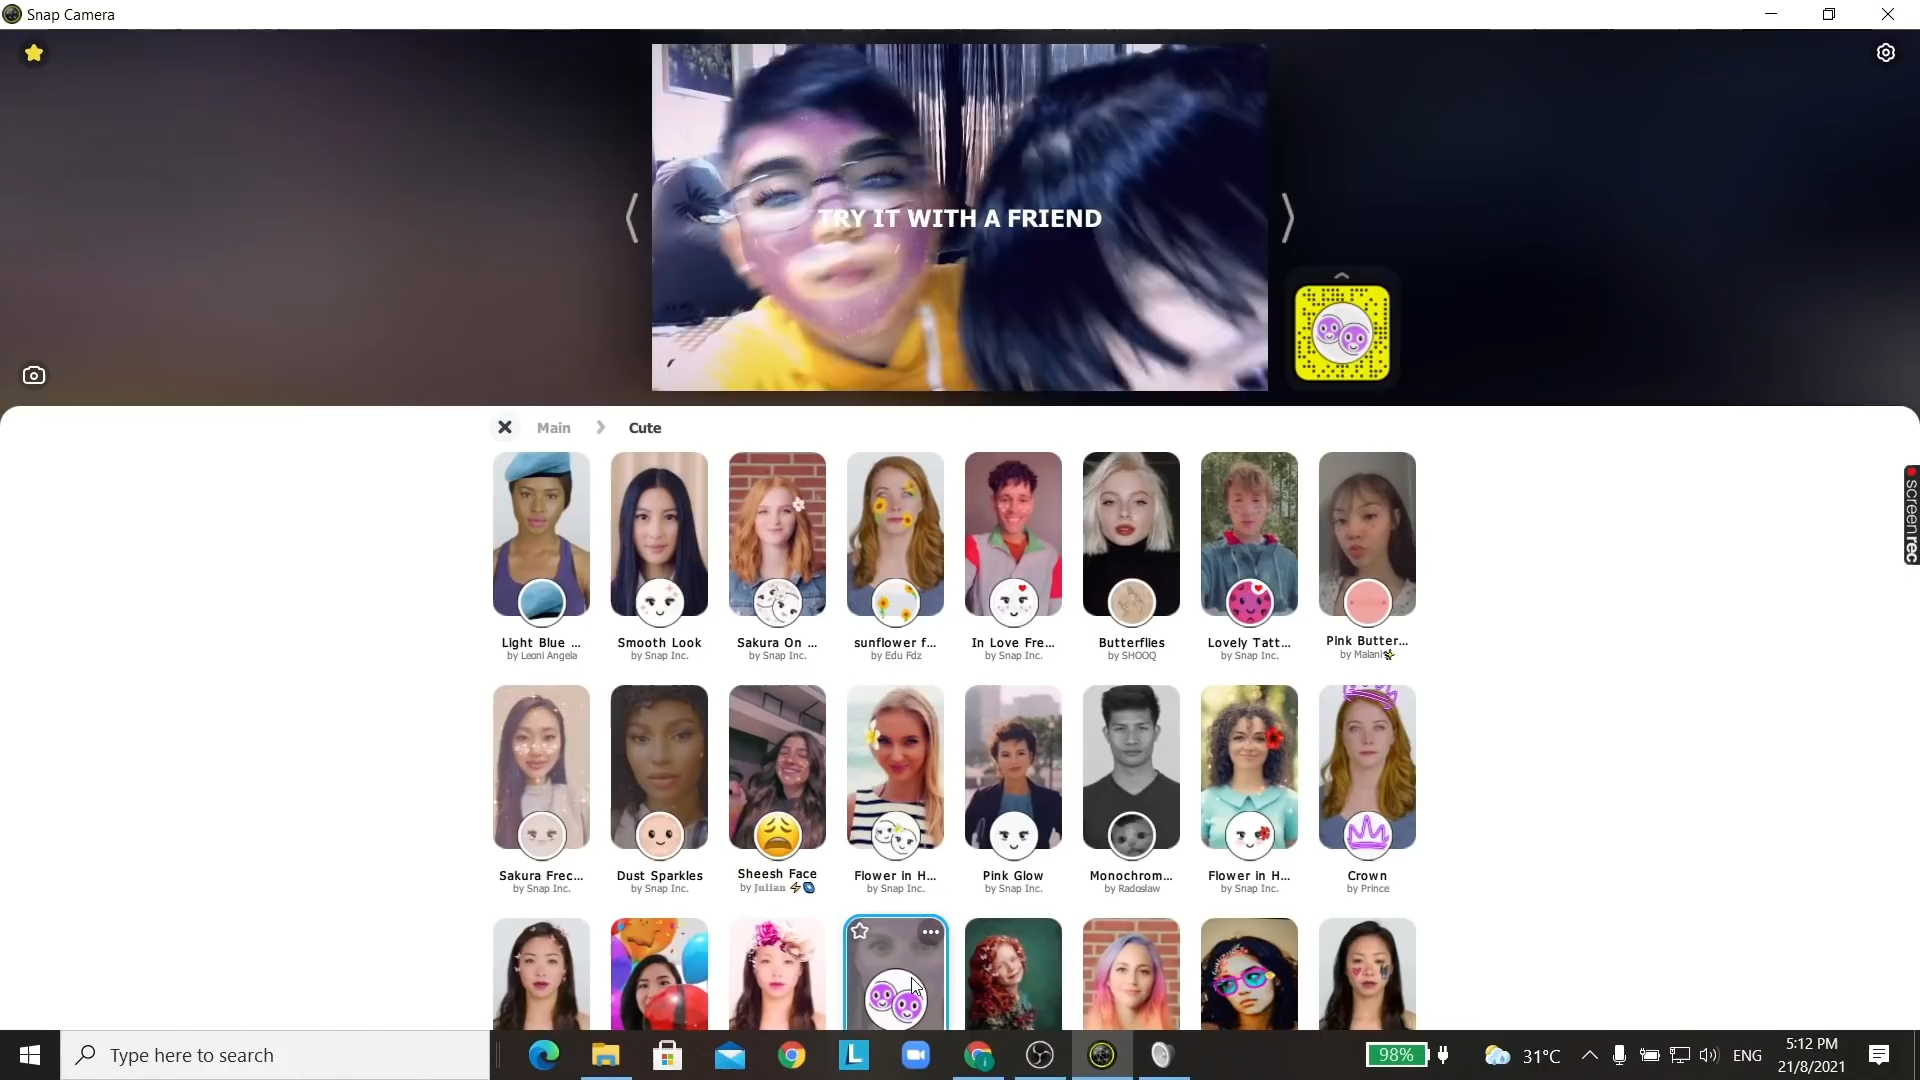 Snap Camera
TRY IT WITH A FRIEND
Main
Cute
Light Blue ...
by Leoni Angela
Smooth Look
by Snap Inc.
Sakura On ...
by Snap Inc.
sunflower f...
by Edu Fdz
In Love Fre...
by Snap Inc.
Butterflies
by SHOOQ
Lovely Tatt...
by Snap Inc.
Pink Butter...
by Malani✨
Sakura Frec...
by Snap Inc.
Dust Sparkles
by Snap Inc.
Sheesh Face
by Julian ⚡
Flower in H...
by Snap Inc.
Pink Glow
by Snap Inc.
Monochrom...
by Radoslaw
Flower in H...
by Snap Inc.
Crown
by Prince
screenrec
Type here to search
L
98%
31°C
ENG
5:12 PM
21/8/2021